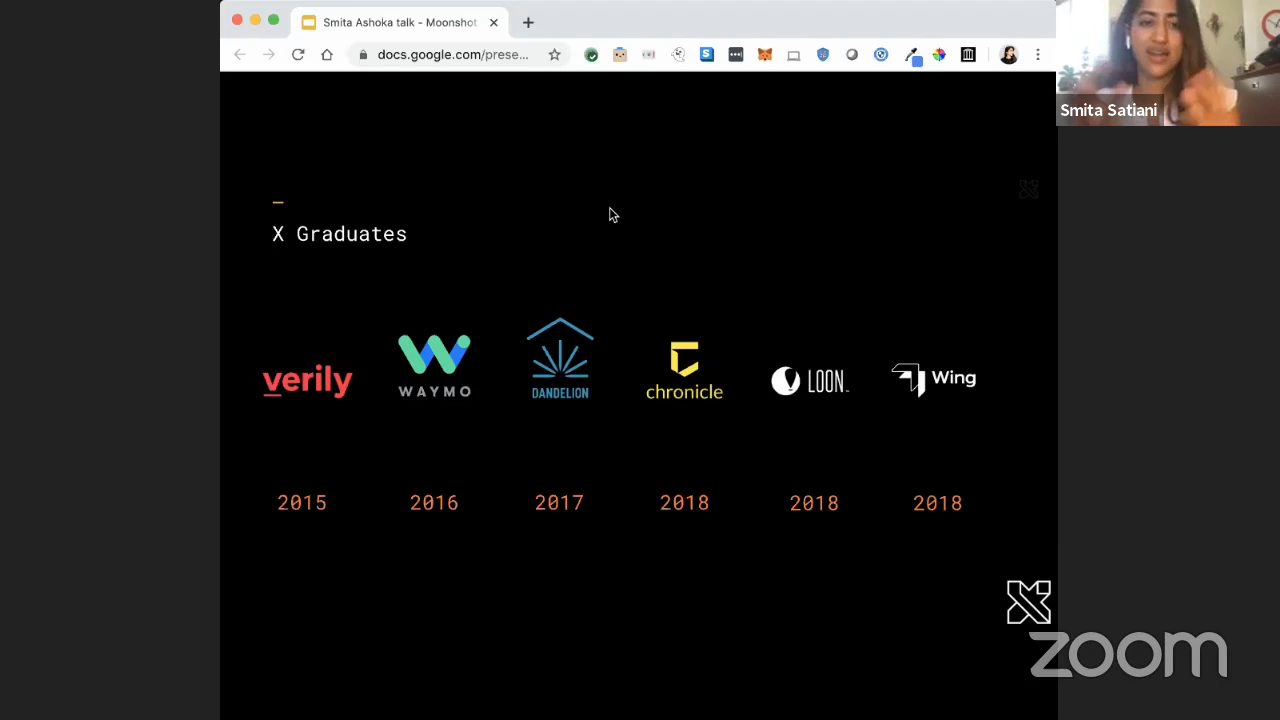 Smita Ashoka talk - Moonshot
docs.google.com/prese...
Smita Satiani
X Graduates
verily
WAYMO
DANDELION
chronicle
LOON
Wing
2015
2016
2017
2018
2018
2018
zoom